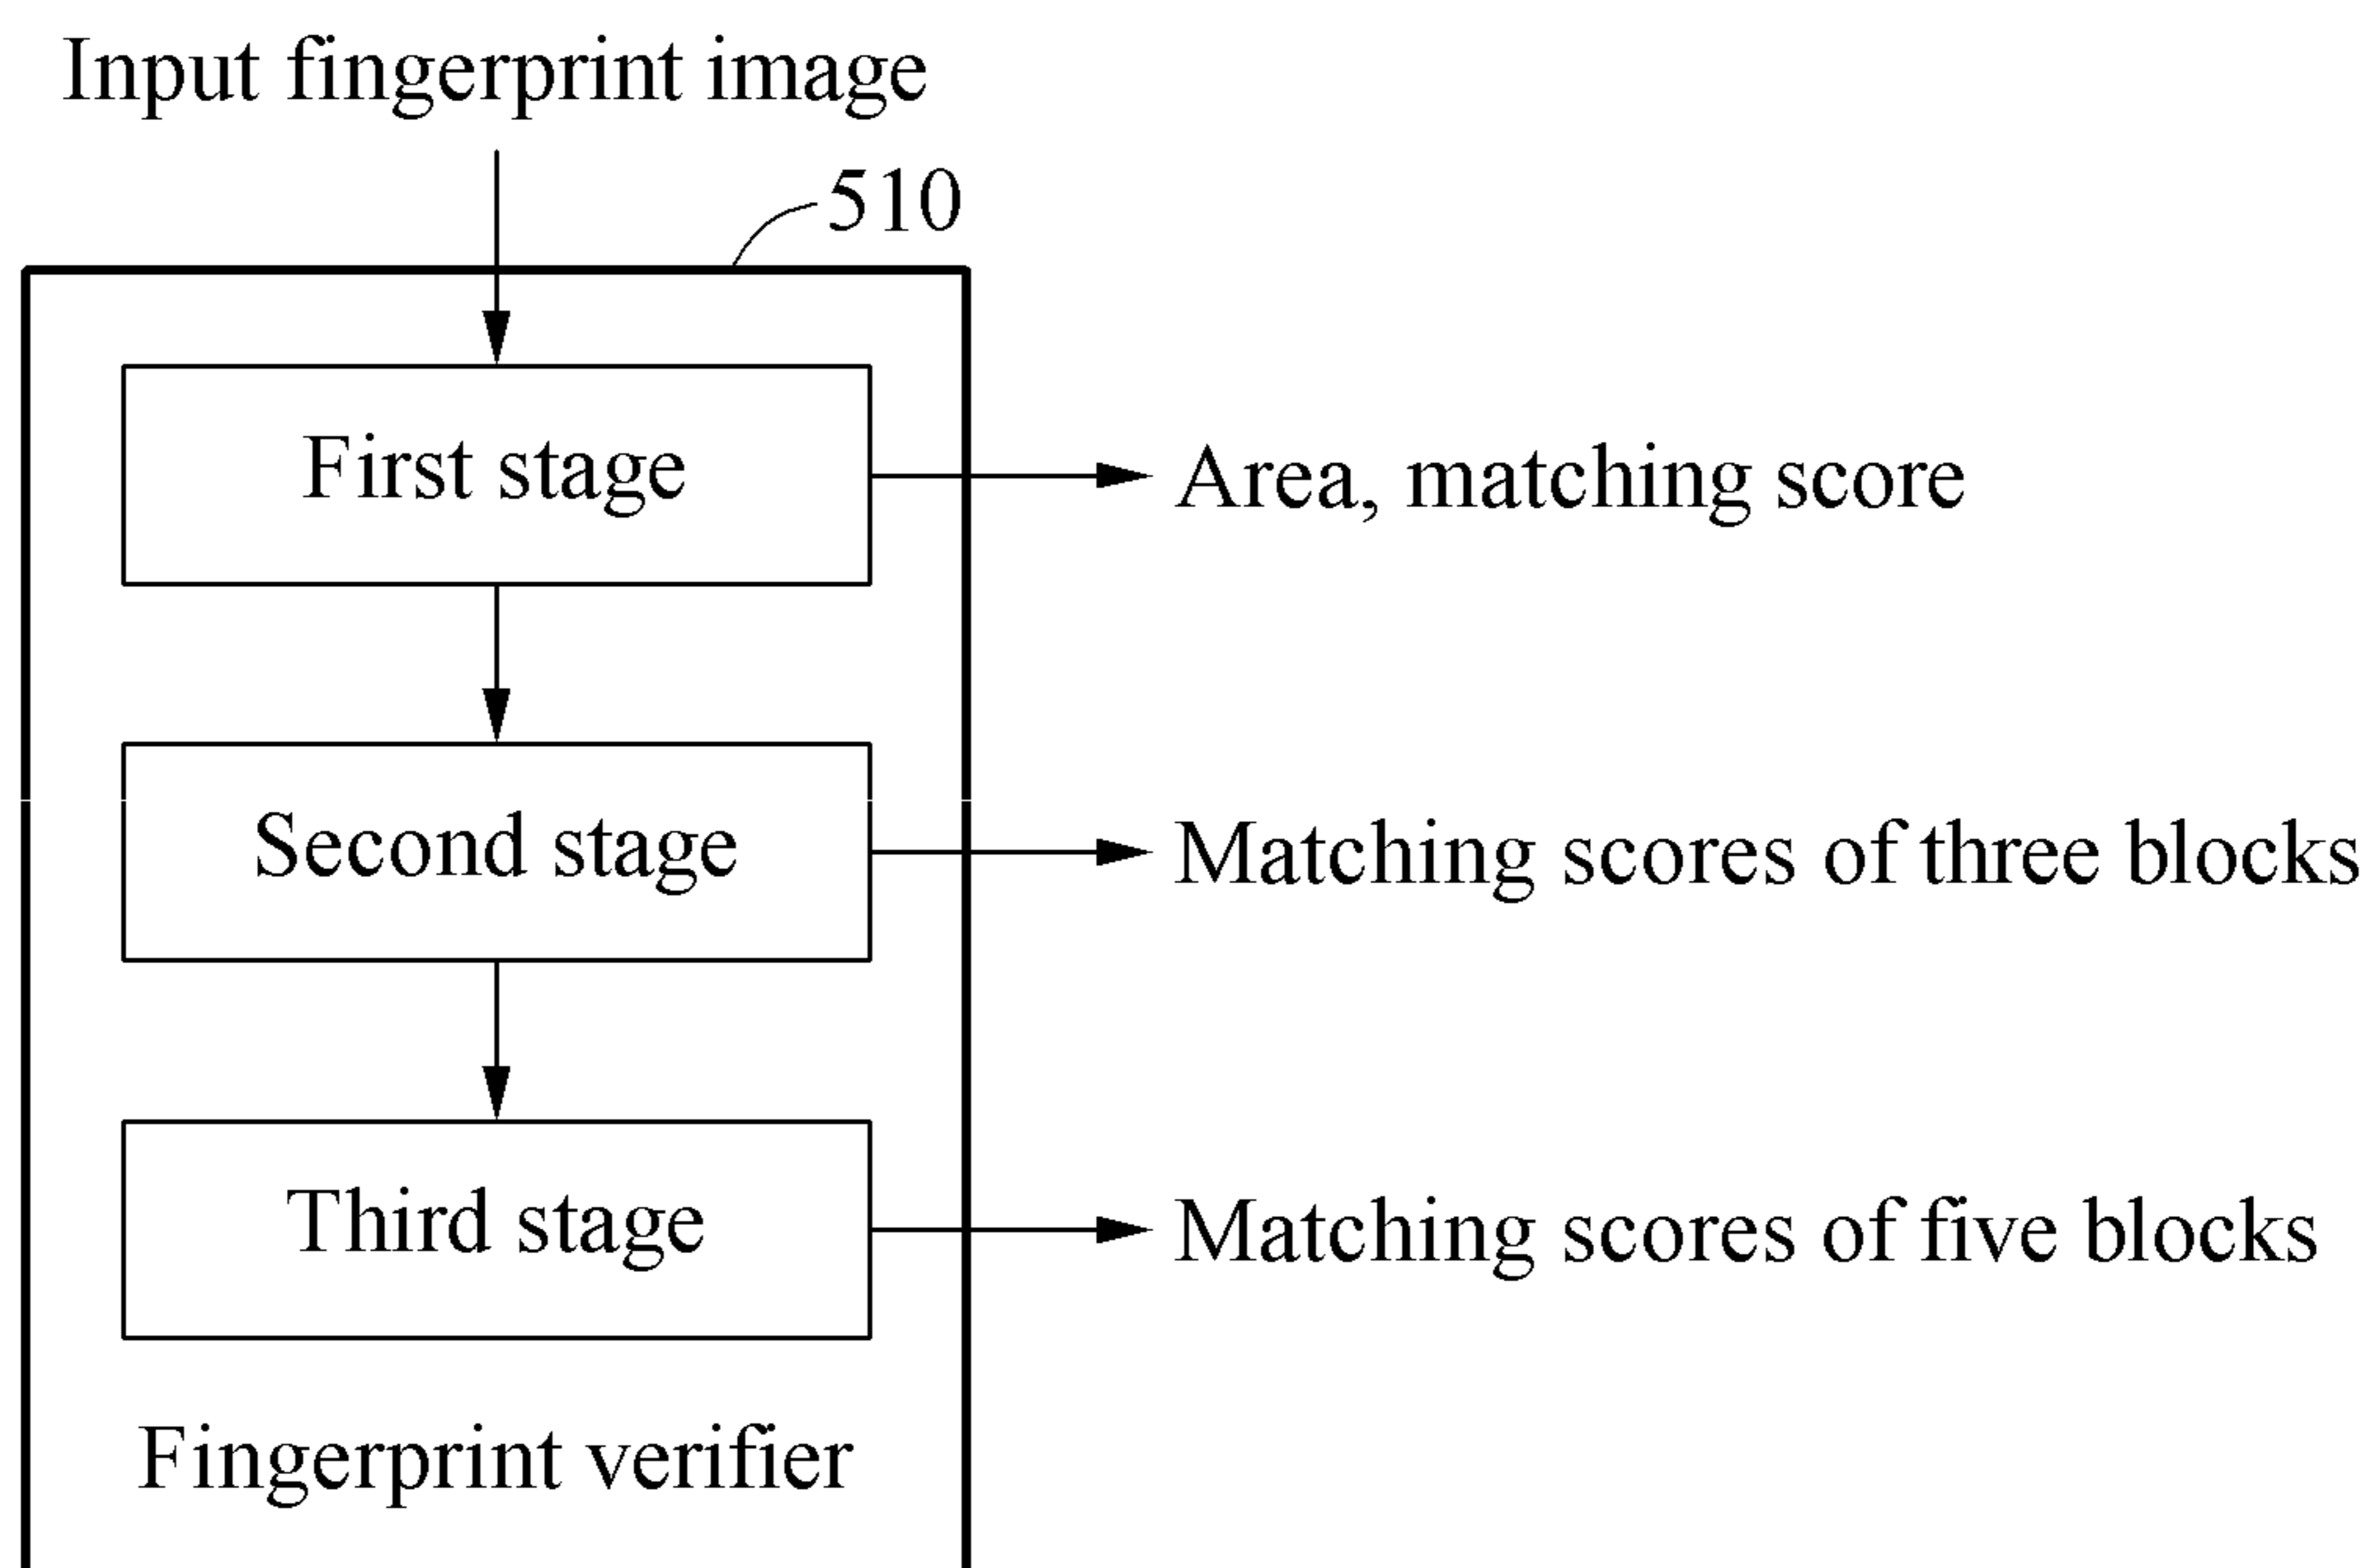 Input fingerprint image
510
First stage
Area, matching score
Second stage
Matching scores of three blocks
Third stage
Matching scores of five blocks
Fingerprint verifier